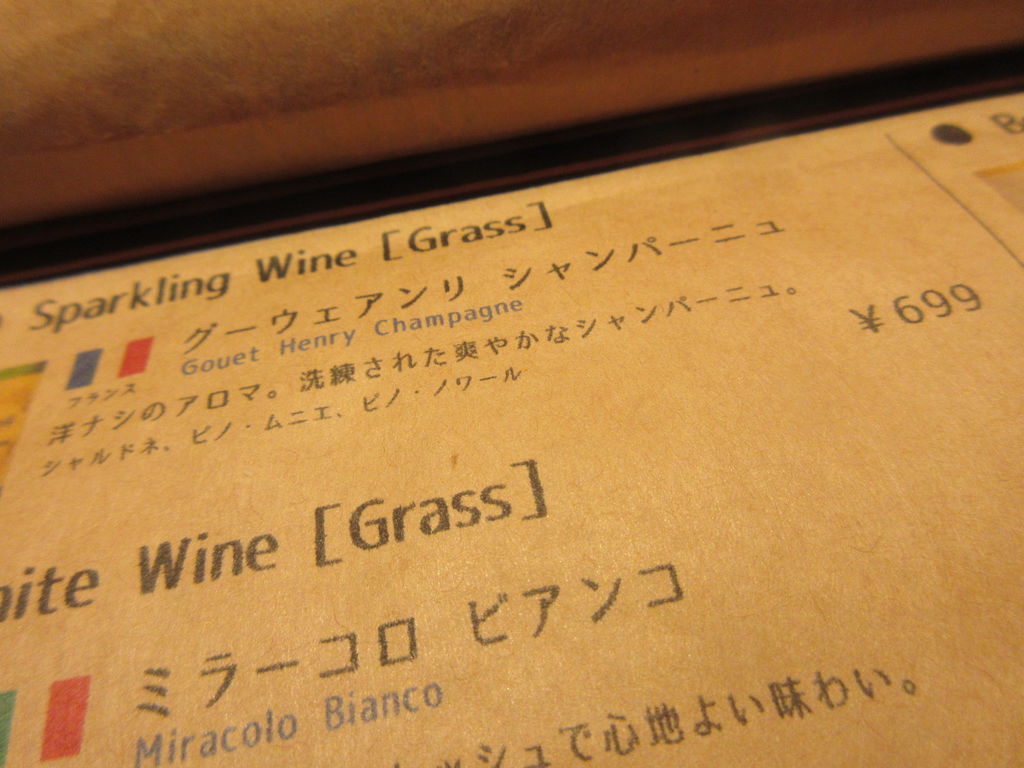 Sparkling Wine [Grass]
グーウェアンリ シャンパーニュ
Gouet Henry Champagne
¥699
フランス
洋ナシのアロマ。洗練された爽やかなシャンパーニュ。
シャルドネ、ピノ・ムニエ、ピノ・ノワール
Wine [Grass]
ミラーコロ ビアンコ
Miracolo Bianco
ッシュで心地よい味わい。